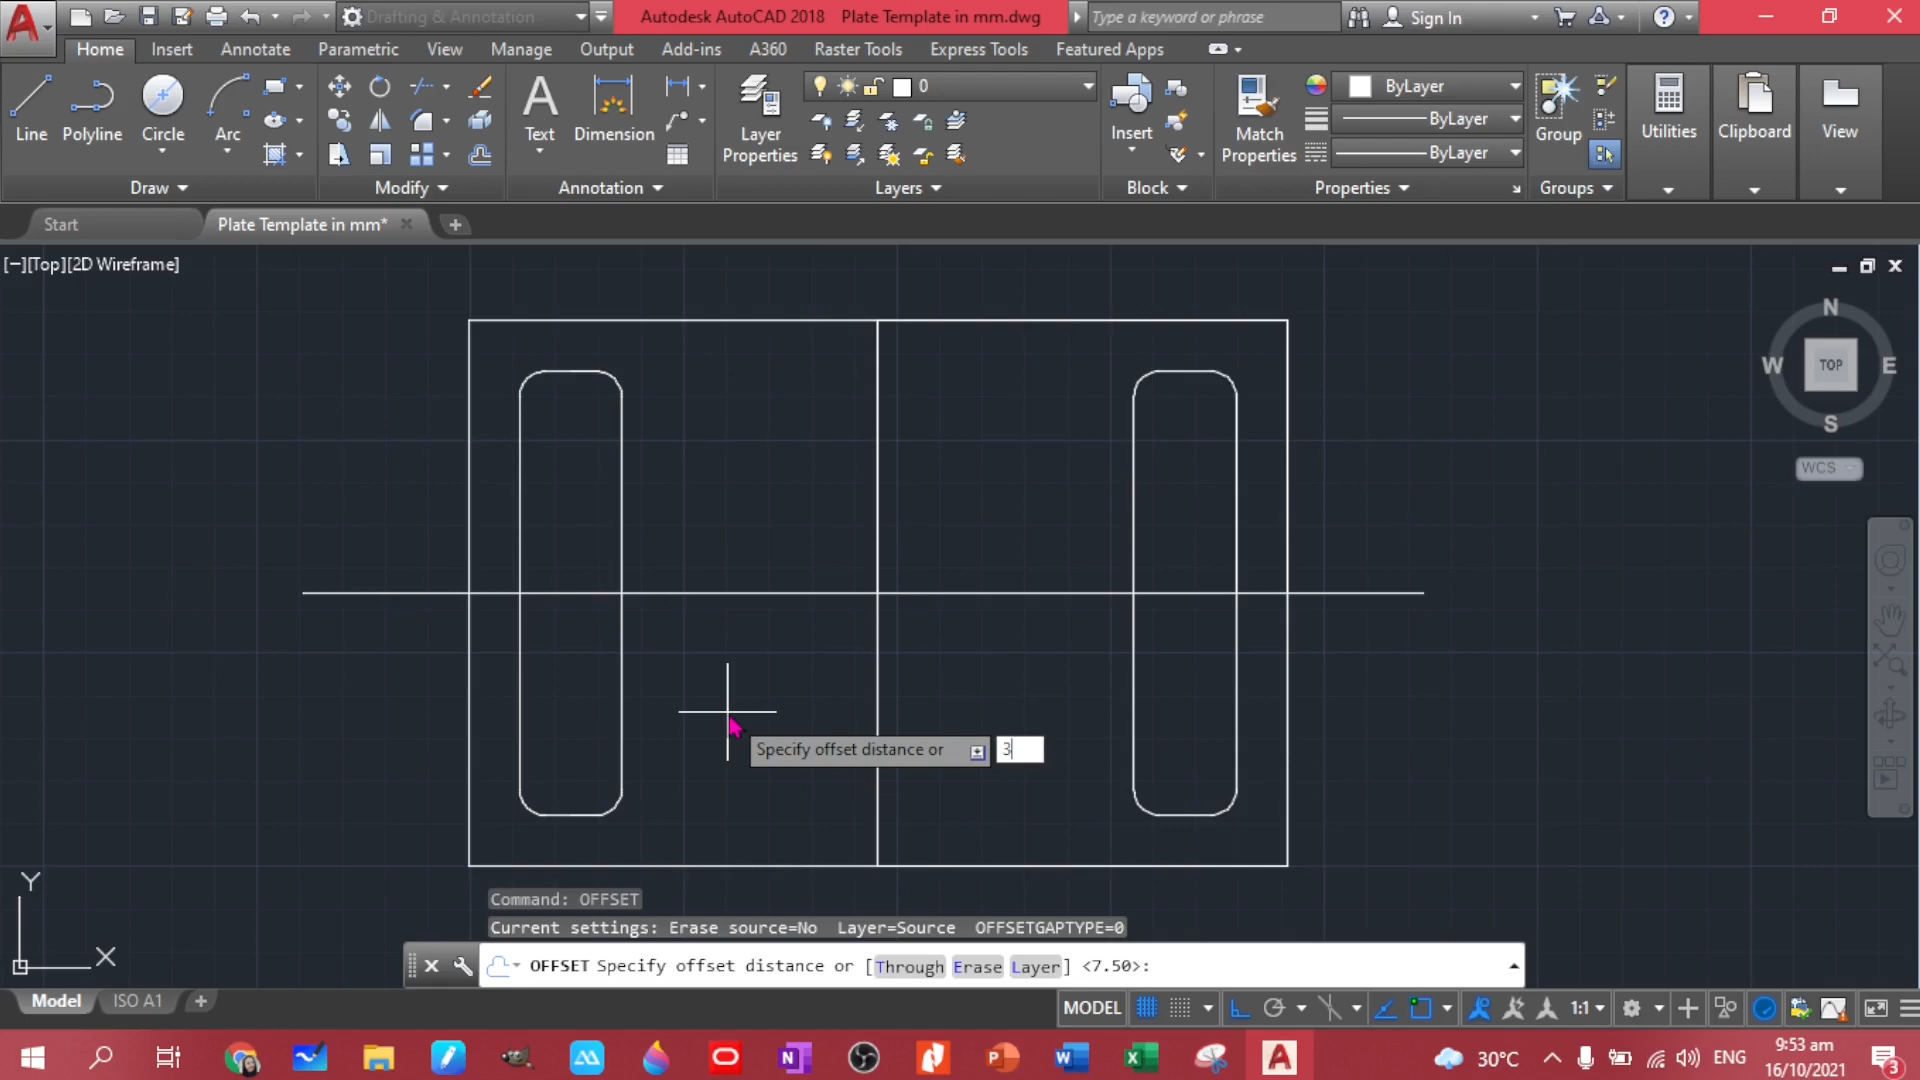 Drafting & Annotation
Autodesk AutoCAD 2018 Plate Template in mm.dwg
Type a keyword or phrase
Sign In
Home Insert Annotate Parametric View Manage Output Add-ins A360 Raster Tools Express Tools Featured Apps
Line
Polyline
Circle
Arc
Text
Dimension
Layer
Properties
0
Insert
Match
Properties
ByLayer
ByLayer
ByLayer
Group
Utilities
Clipboard
View
Draw Modify Annotation Layers Block Properties Groups
Start
Plate Template in mm*
[−][Top][2D Wireframe]
N
W TOP E
S
WCS
Specify offset distance or 3
Y
X
Command: OFFSET
Current settings: Erase source=No Layer=Source OFFSETGAPTYPE=0
OFFSET Specify offset distance or [Through Erase Layer] <7.50>:
Model ISO A1
MODEL 1:1
30°C ENG
9:53 am
16/10/2021
3